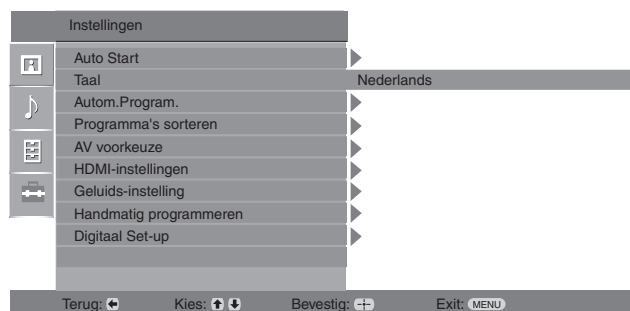 Instellingen
Auto Start
Taal Nederlands
Autom.Program.
Programma's sorteren
AV voorkeuze
HDMI-instellingen
Geluids-instelling
Handmatig programmeren
Digitaal Set-up
Terug: Kies: Bevestig: Exit: MENU